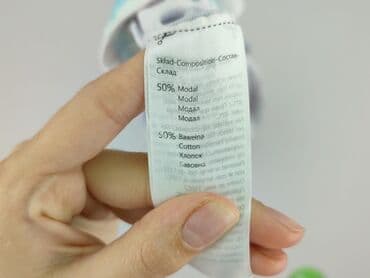 Skład-Composition-Состав-
Склад
50% Modal
Modal
Модал
Модал
50% Bawełna
Cotton
Хлопок
Бавовна